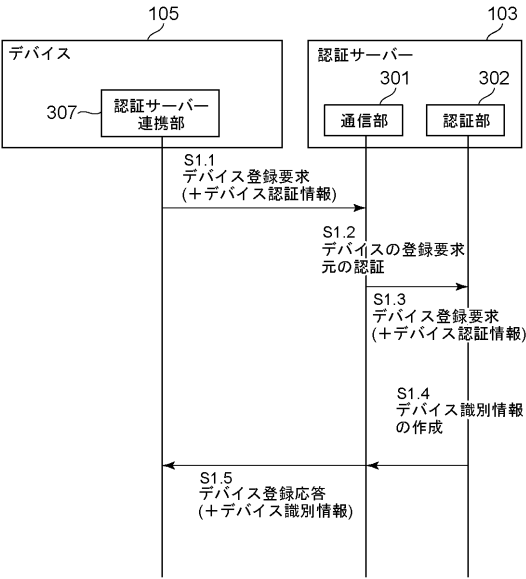 105
103
デバイス
認証サーバー
301
302
307
認証サーバー
連携部
通信部
認証部
S1.1
デバイス登録要求
(＋デバイス認証情報)
S1.2
デバイスの登録要求
元の認証
S1.3
デバイス登録要求
(＋デバイス認証情報)
S1.4
デバイス識別情報
の作成
S1.5
デバイス登録応答
(＋デバイス識別情報)